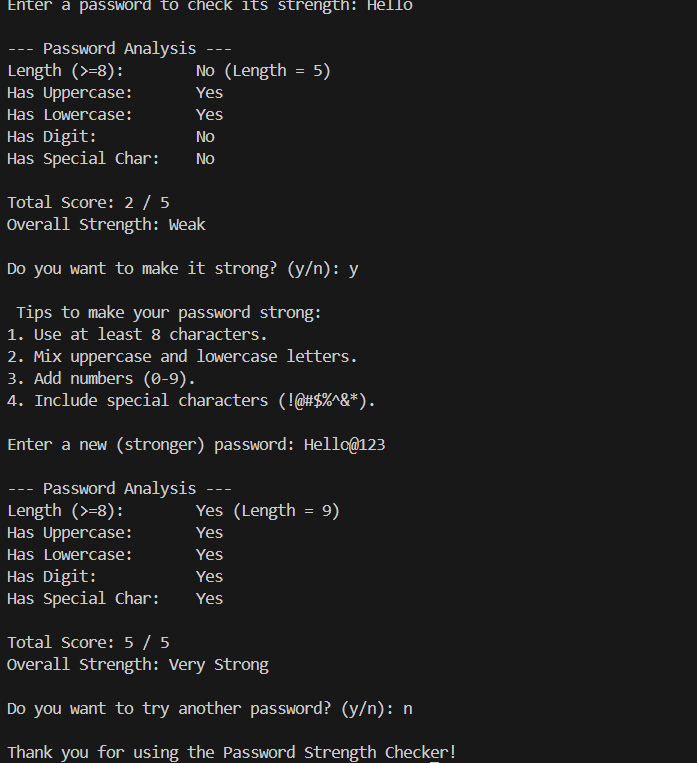 Enter a password to check its strength: Hello
--- Password Analysis ---
Length (>=8):        No (Length = 5)
Has Uppercase:       Yes
Has Lowercase:       Yes
Has Digit:           No
Has Special Char:    No
Total Score: 2 / 5
Overall Strength: Weak
Do you want to make it strong? (y/n): y
Tips to make your password strong:
1. Use at least 8 characters.
2. Mix uppercase and lowercase letters.
3. Add numbers (0-9).
4. Include special characters (!@#$%^&*).
Enter a new (stronger) password: Hello@123
--- Password Analysis ---
Length (>=8):        Yes (Length = 9)
Has Uppercase:       Yes
Has Lowercase:       Yes
Has Digit:           Yes
Has Special Char:    Yes
Total Score: 5 / 5
Overall Strength: Very Strong
Do you want to try another password? (y/n): n
Thank you for using the Password Strength Checker!